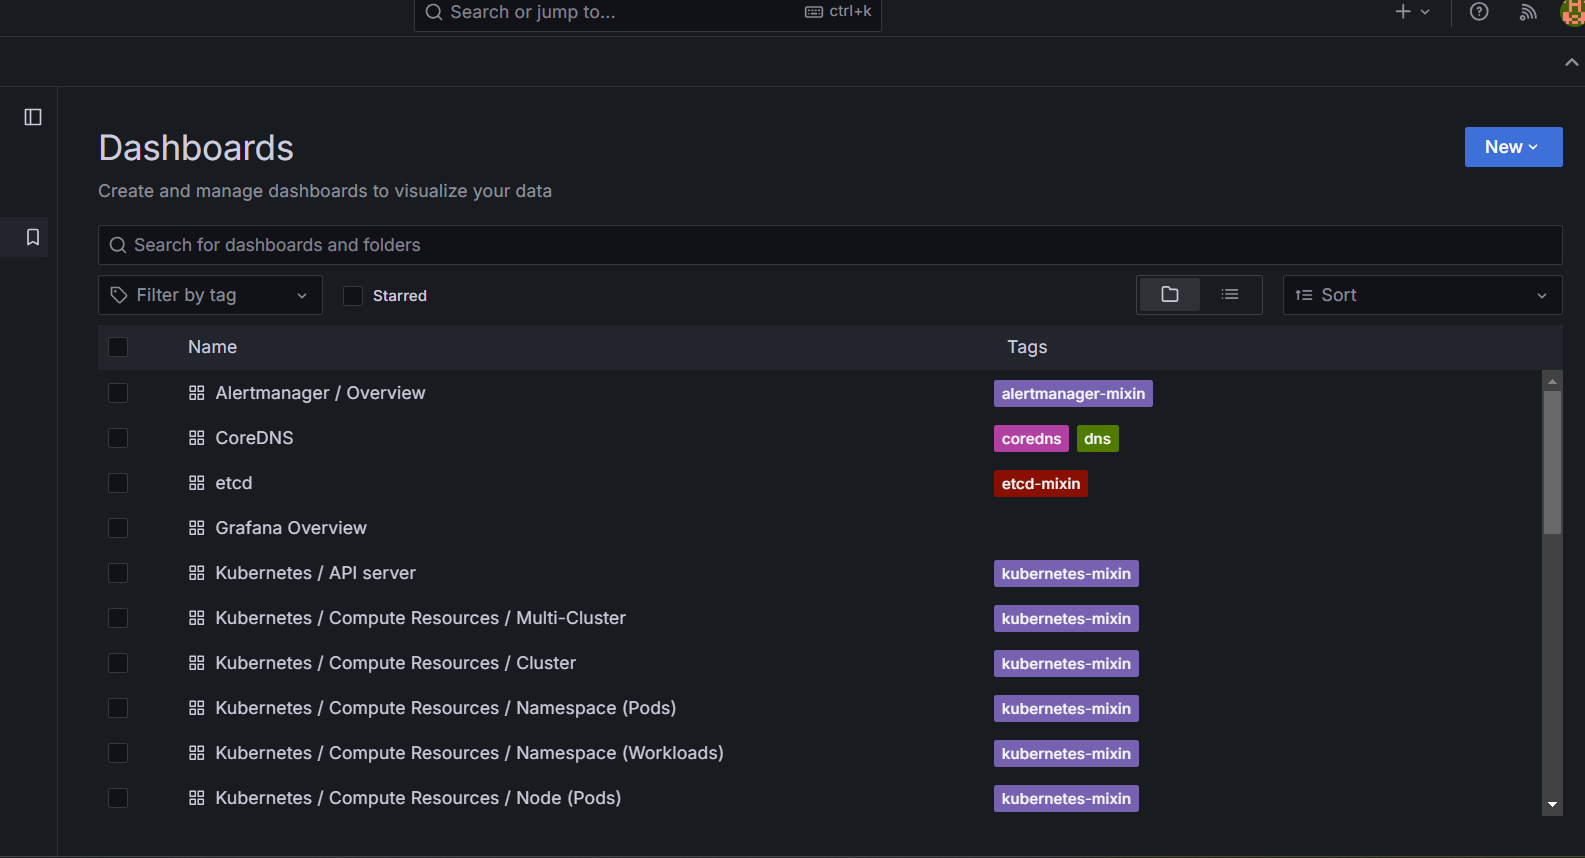 Search or jump to... ctrl+k
Dashboards
New
Create and manage dashboards to visualize your data
Search for dashboards and folders
Filter by tag Starred Sort
Name Tags
Alertmanager / Overview alertmanager-mixin
CoreDNS coredns dns
etcd etcd-mixin
Grafana Overview
Kubernetes / API server kubernetes-mixin
Kubernetes / Compute Resources / Multi-Cluster kubernetes-mixin
Kubernetes / Compute Resources / Cluster kubernetes-mixin
Kubernetes / Compute Resources / Namespace (Pods) kubernetes-mixin
Kubernetes / Compute Resources / Namespace (Workloads) kubernetes-mixin
Kubernetes / Compute Resources / Node (Pods) kubernetes-mixin